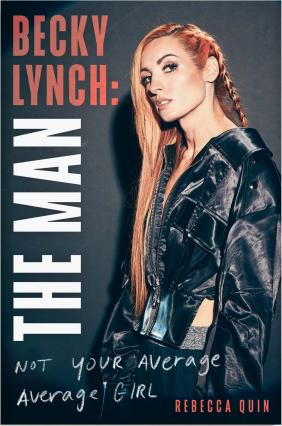 BECKY
LYNCH:
THE MAN
NOT YOUR AveRAge
AveRAge GIRL
REBECCA QUIN